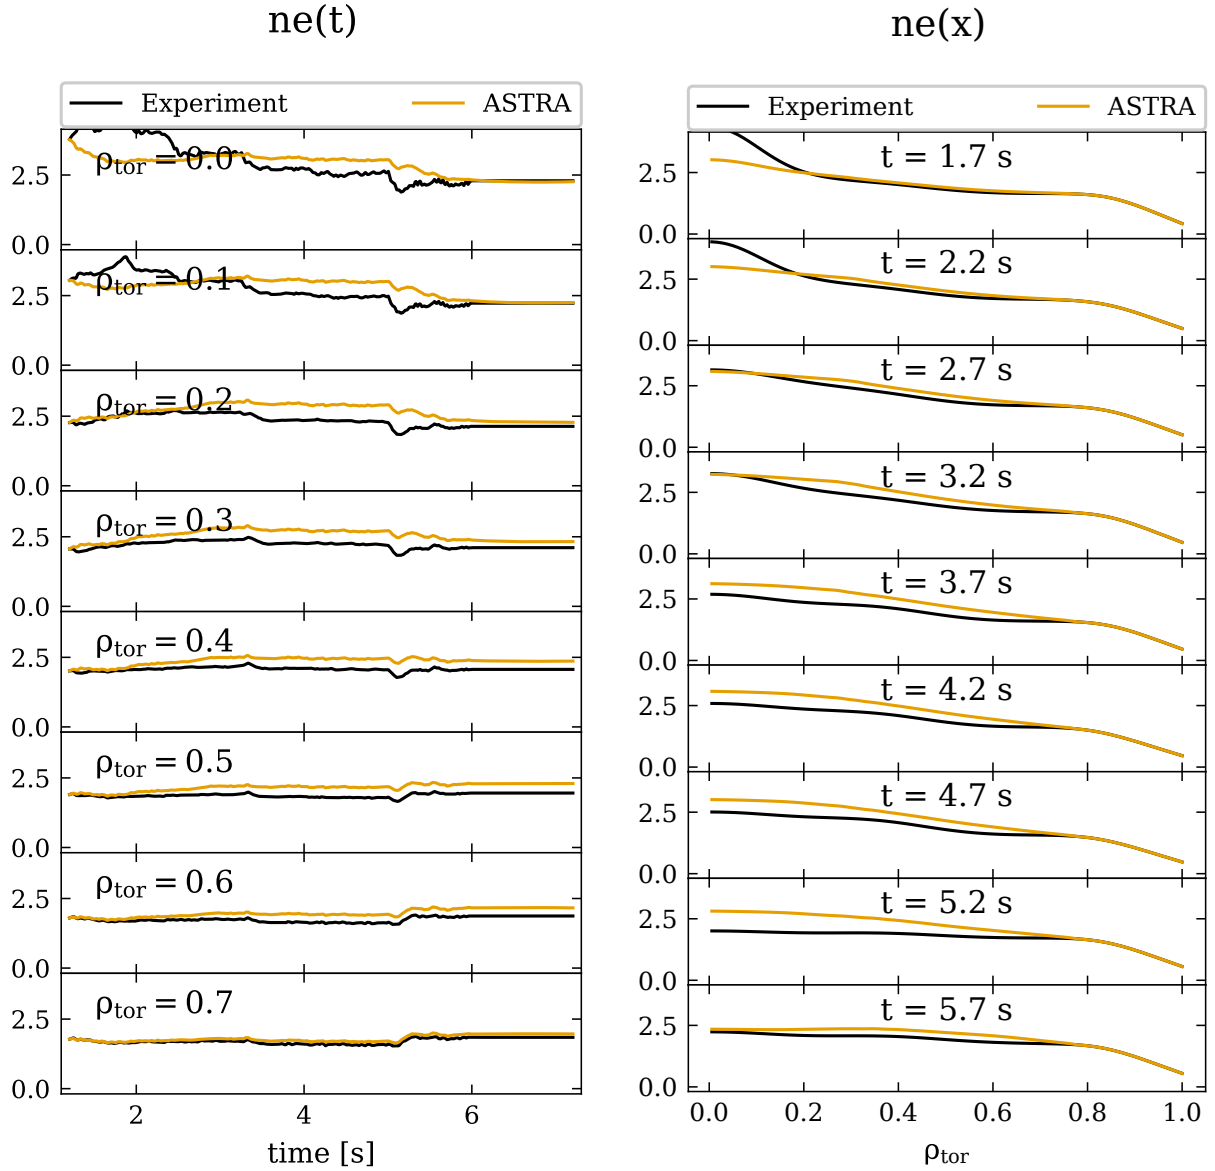 ne(t)
Experiment ASTRA
ρtor = 0.0
2.5
0.0
ρtor = 0.1
2.5
0.0
ρtor = 0.2
2.5
0.0
ρtor = 0.3
2.5
0.0
ρtor = 0.4
2.5
0.0
ρtor = 0.5
2.5
0.0
ρtor = 0.6
2.5
0.0
ρtor = 0.7
2.5
0.0
2 4 6
time [s]
ne(x)
Experiment ASTRA
t = 1.7 s
2.5
0.0
t = 2.2 s
2.5
0.0
t = 2.7 s
2.5
0.0
t = 3.2 s
2.5
0.0
t = 3.7 s
2.5
0.0
t = 4.2 s
2.5
0.0
t = 4.7 s
2.5
0.0
t = 5.2 s
2.5
0.0
t = 5.7 s
2.5
0.0
0.0 0.2 0.4 0.6 0.8 1.0
ρtor